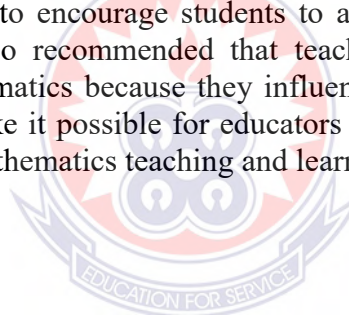 to encourage students to a
o recommended that teach
matics because they influen
ke it possible for educators
thematics teaching and learn
EDUCATION FOR SERVICE